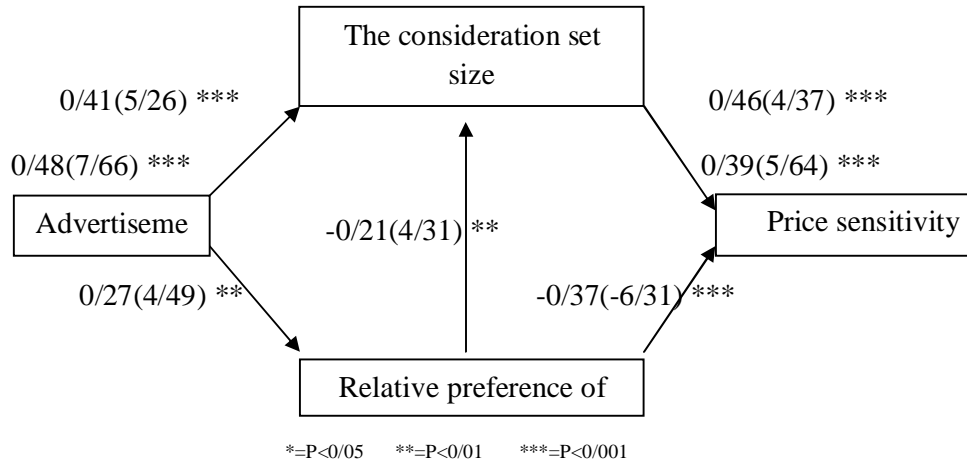 The consideration set
size
0/41(5/26) ***
0/46(4/37) ***
0/48(7/66) ***
0/39(5/64) ***
Advertiseme
-0/21(4/31) **
Price sensitivity
0/27(4/49) **
-0/37(-6/31) ***
Relative preference of
*=P<0/05 **=P<0/01 ***=P<0/001